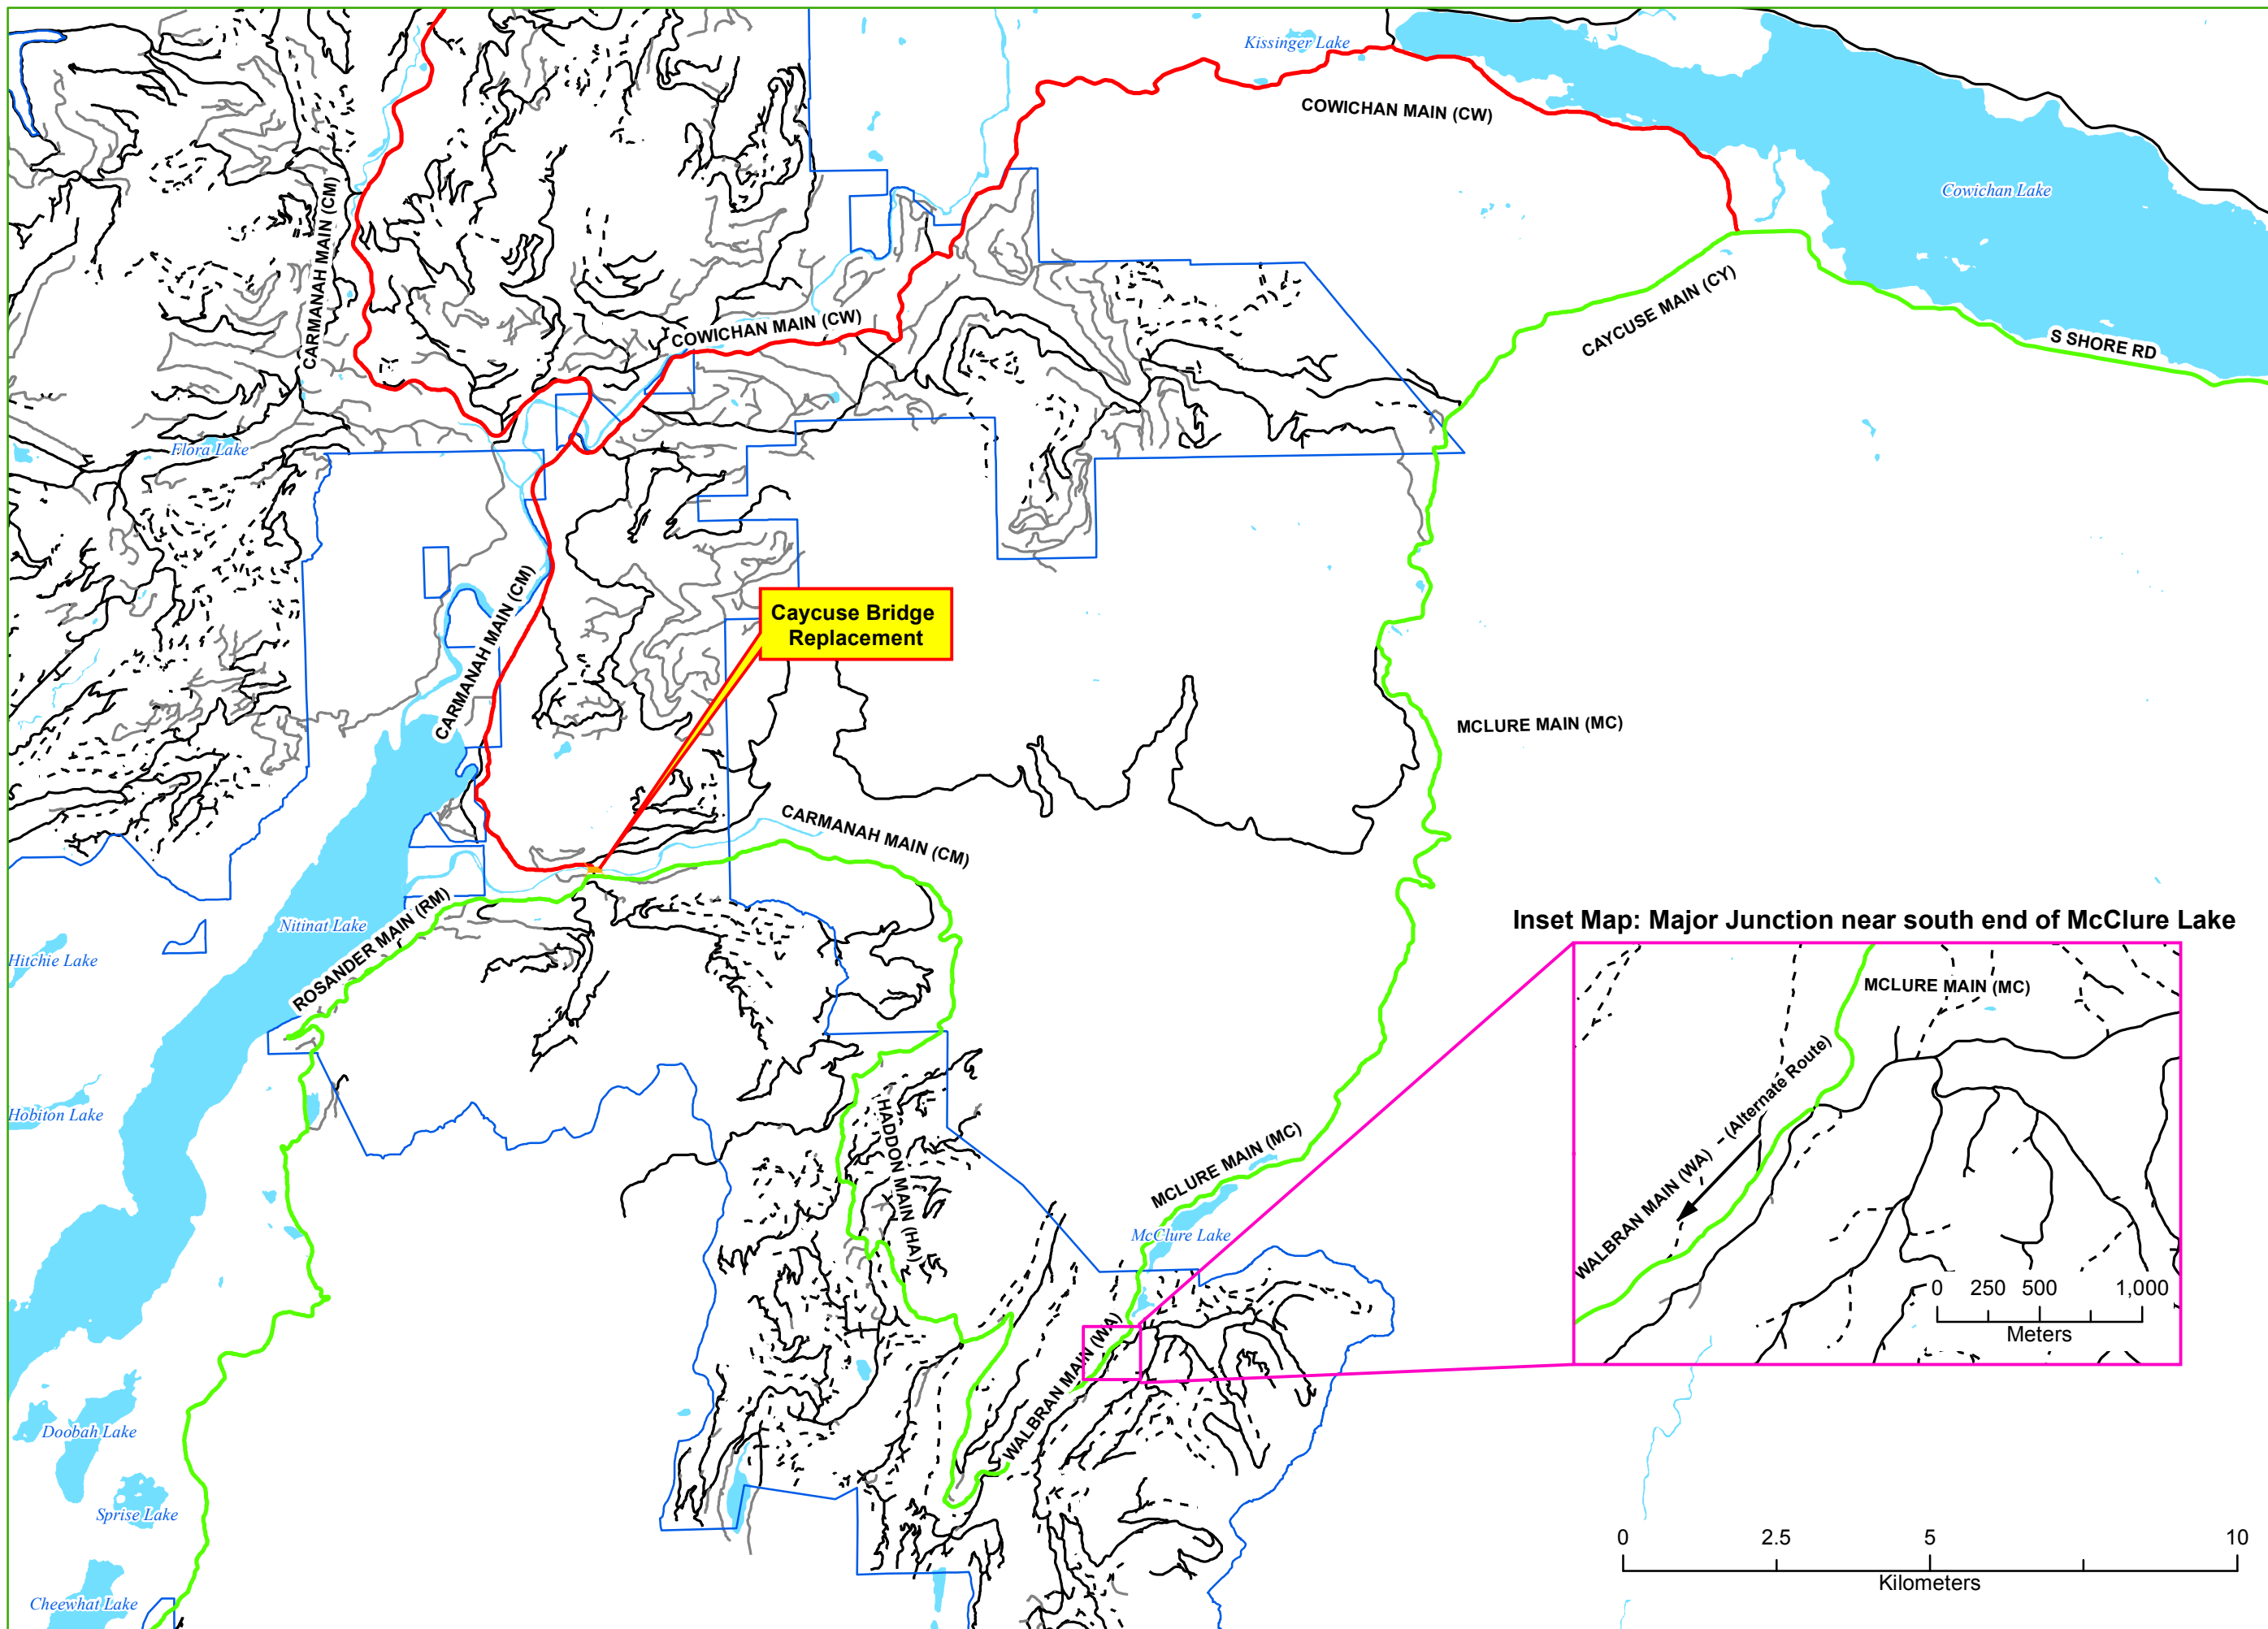 Kissinger Lake
COWICHAN MAIN (CW)
Cowichan Lake
CARMANAH MAIN (CM)
COWICHAN MAIN (CW)
CAYCUSE MAIN (CY)
S SHORE RD
Flora Lake
Caycuse Bridge
Replacement
CARMANAH MAIN (CM)
MCLURE MAIN (MC)
CARMANAH MAIN (CM)
Nitinat Lake
ROSANDER MAIN (RM)
Hitchie Lake
Inset Map: Major Junction near south end of McClure Lake
MCLURE MAIN (MC)
(Alternate Route)
WALBRAN MAIN (WA)
0 250 500 1,000
Meters
Hobiton Lake
HADDON MAIN (HA)
MCLURE MAIN (MC)
McClure Lake
WALBRAN MAIN (WA)
Doobah Lake
Sprise Lake
Cheewhat Lake
0 2.5 5 10
Kilometers